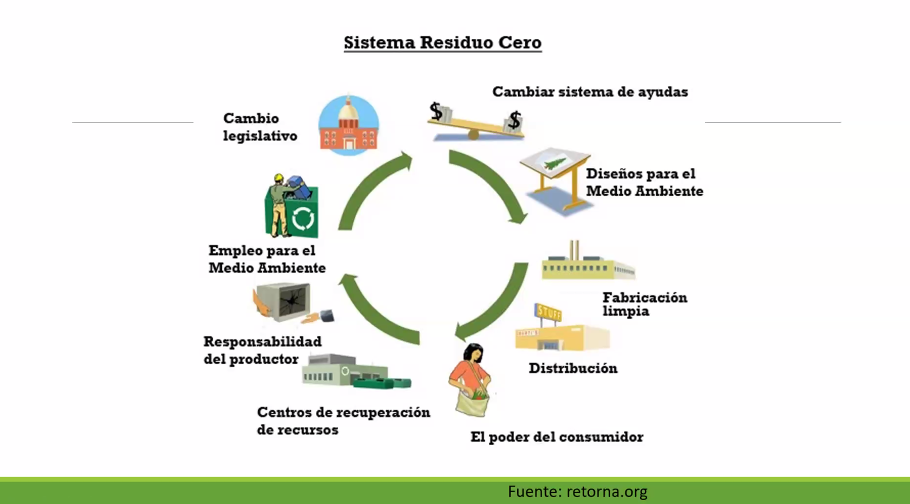 Sistema Residuo Cero
Cambiar sistema de ayudas
$
$
Diseños para el
Medio Ambiente
Fabricación
limpia
STUFF
Distribución
El poder del consumidor
Centros de recuperación
de recursos
Responsabilidad
del productor
Empleo para el
Medio Ambiente
Cambio
legislativo
Fuente: retorna.org